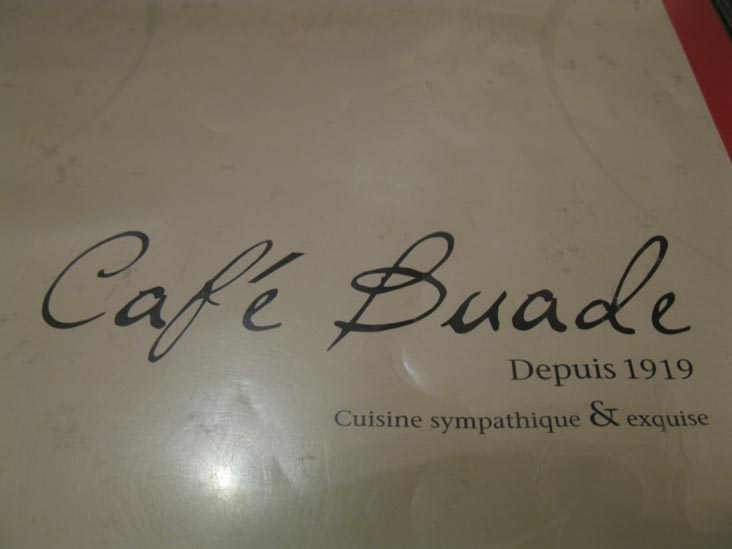 Café Buade
Depuis 1919
Cuisine sympathique & exquise